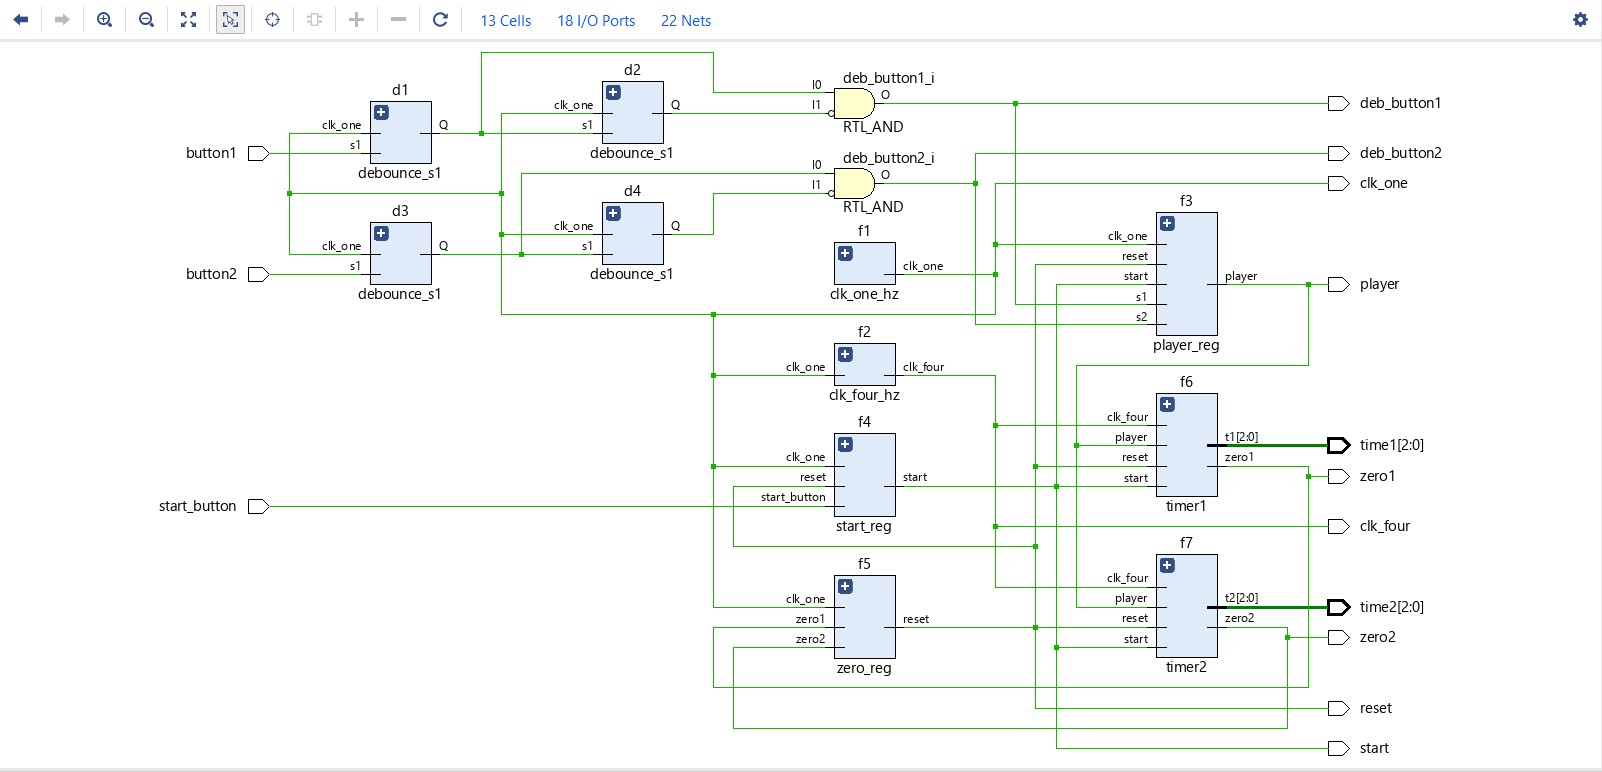 13 Cells 18 I/O Ports 22 Nets
d1
clk_one
s1
Q
debounce_s1
d2
clk_one
s1
Q
debounce_s1
deb_button1_i
I0
I1
O
RTL_AND
deb_button1
button1
deb_button2_i
I0
I1
O
RTL_AND
deb_button2
clk_one
d3
clk_one
s1
Q
debounce_s1
button2
d4
clk_one
s1
Q
debounce_s1
f1
clk_one
clk_one_hz
f3
clk_one
reset
start
s1
s2
player
player_reg
player
f2
clk_one
clk_four
clk_four_hz
f6
clk_four
player
reset
start
t1[2:0]
zero1
timer1
time1[2:0]
zero1
f4
clk_one
reset
start_button
start
start_reg
start_button
clk_four
f7
clk_four
player
reset
start
t2[2:0]
zero2
timer2
time2[2:0]
zero2
f5
clk_one
zero1
zero2
reset
zero_reg
reset
start